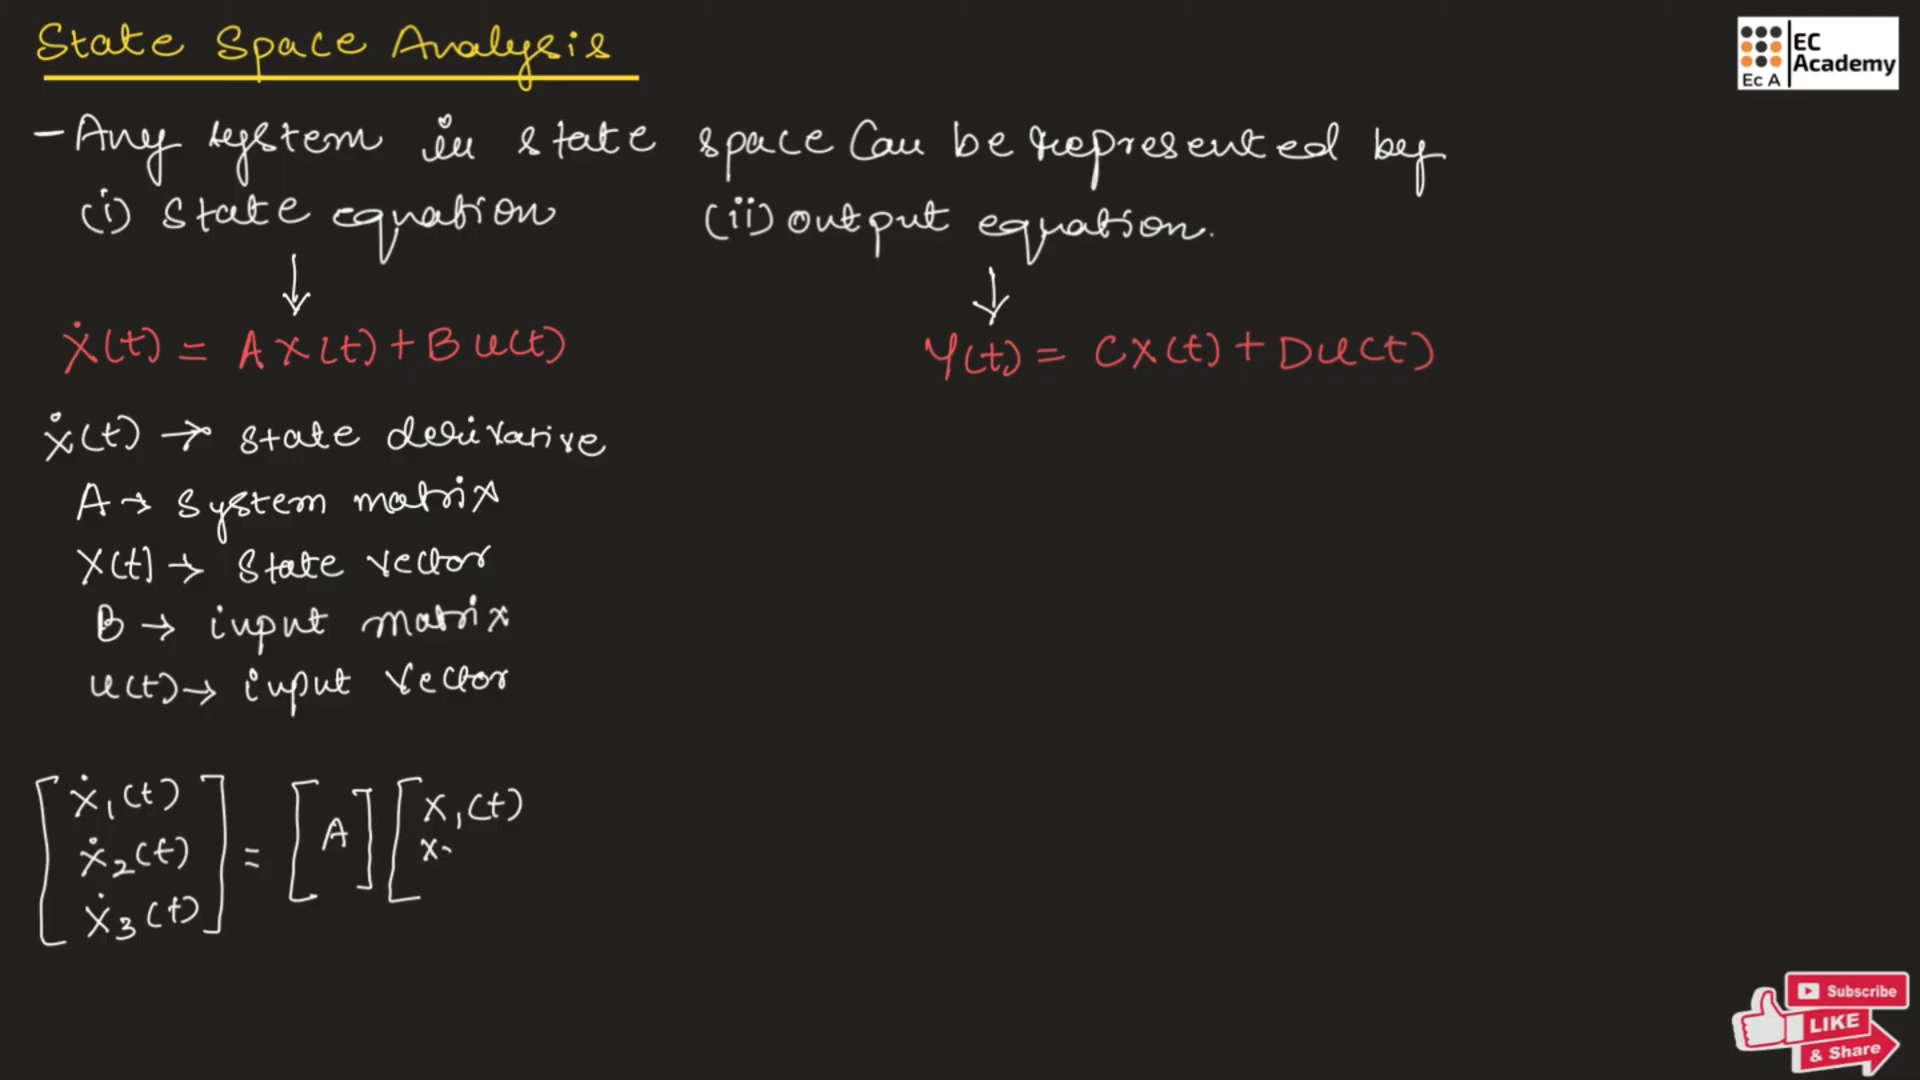 State Space Analysis
EC
Academy
Ec A
- Any system in state space can be represented by
(i) state equation (ii) output equation.
↓ ↓
Ẋ(t) = A X(t) + B U(t) Y(t) = CX(t) + DU(t)
Ẋ(t) → state derivative
A → system matrix
X(t) → state vector
B → input matrix
U(t) → input vector
[Ẋ₁(t) Ẋ₂(t) Ẋ₃(t)] = [A] [X₁(t) X
Subscribe
LIKE
& Share